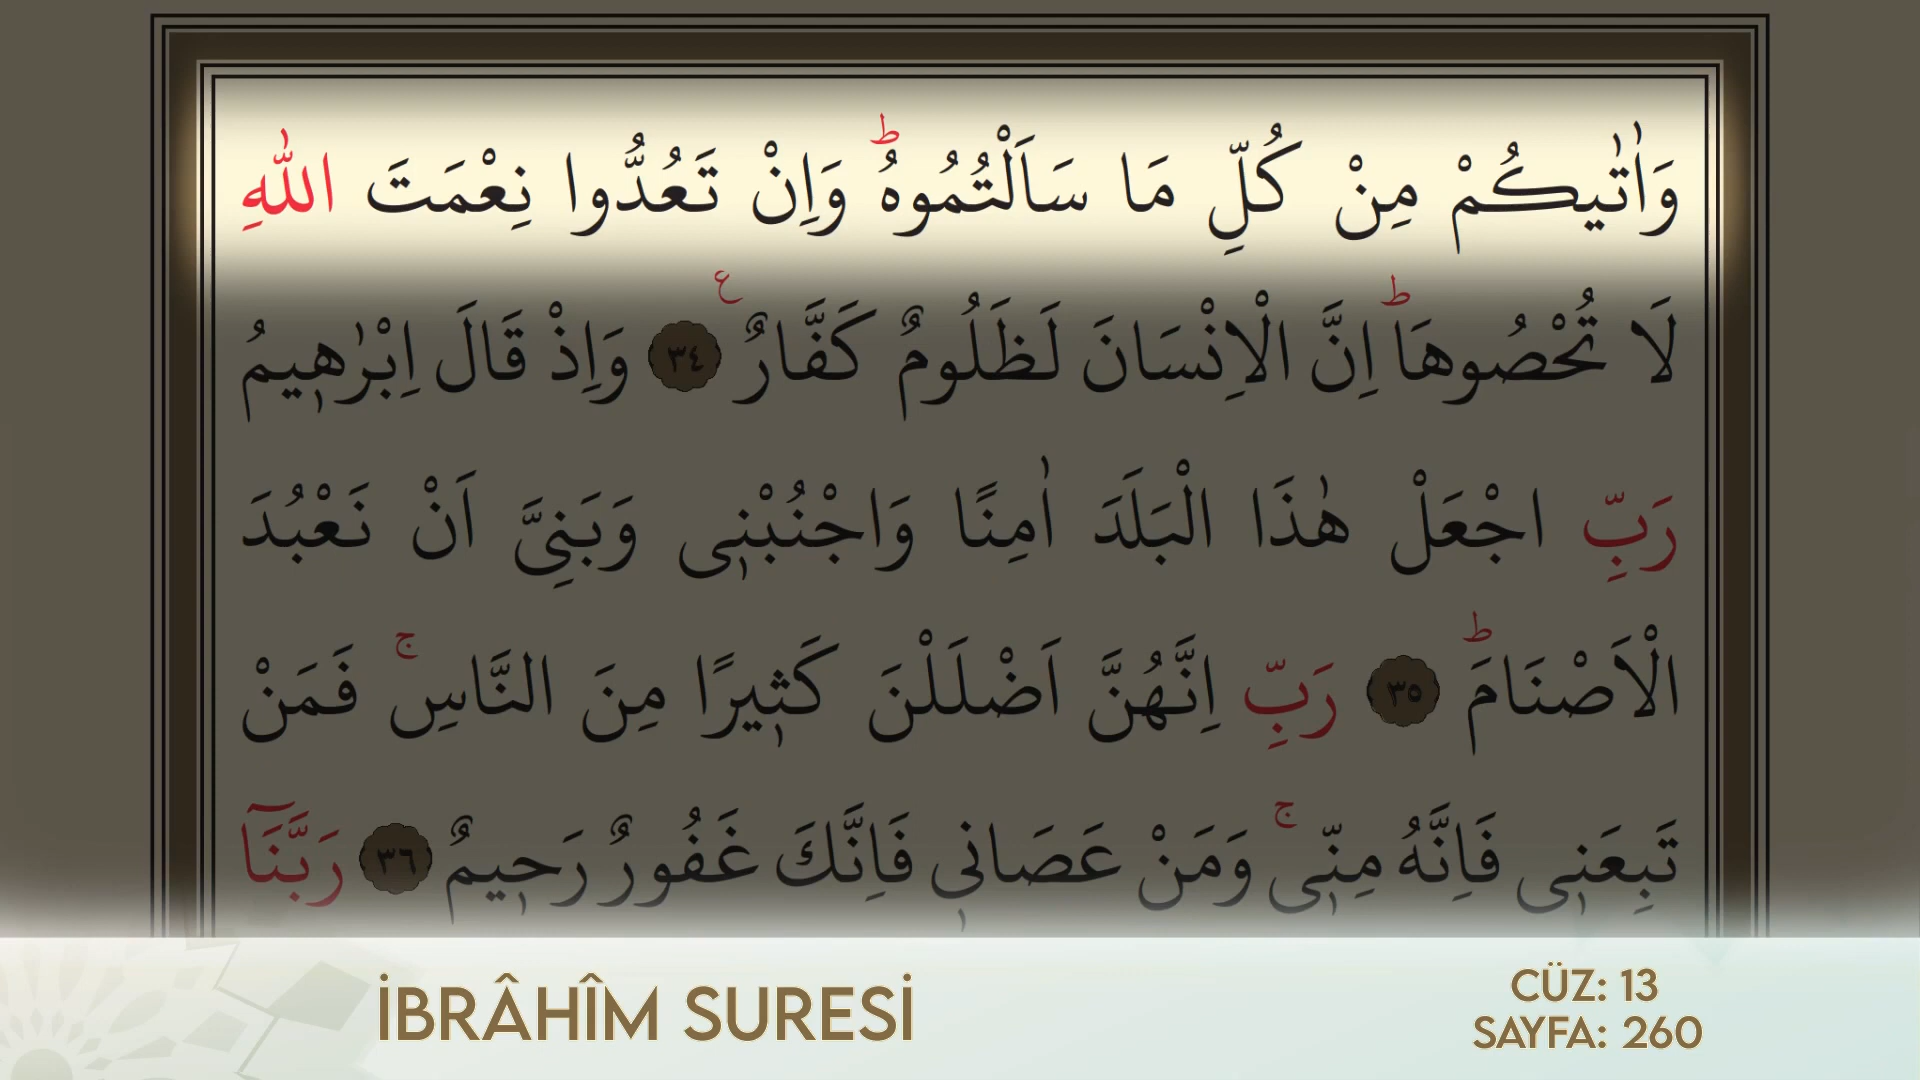 وَاٰتٰيكُمْ مِنْ كُلِّ مَا سَاَلْتُمُوهُۜ وَاِنْ تَعُدُّوا نِعْمَتَ اللّٰهِ
لَا تُحْصُوهَاۜ اِنَّ الْاِنْسَانَ لَظَلُومٌ كَفَّارٌ ع ٣٤ وَاِذْ قَالَ اِبْرٰه۪يمُ
رَبِّ اجْعَلْ هٰذَا الْبَلَدَ اٰمِنًا وَاجْنُبْن۪ي وَبَنِيَّ اَنْ نَعْبُدَ
الْاَصْنَامَۜ ٣٥ رَبِّ اِنَّهُنَّ اَضْلَلْنَ كَث۪يرًا مِنَ النَّاسِۚ فَمَنْ
تَبِعَن۪ي فَاِنَّهُ مِنّ۪يۚ وَمَنْ عَصَان۪ي فَاِنَّكَ غَفُورٌ رَح۪يمٌ ٣٦ رَبَّنَٓا
İBRÂHÎM SURESİ
CÜZ: 13
SAYFA: 260